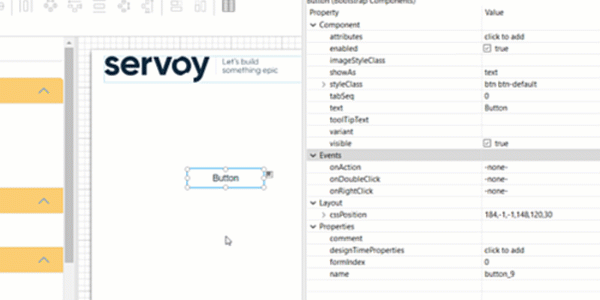 Button (Bootstrap Components)
Property Value
Component
attributes click to add
enabled true
imageStyleClass
showAs text
styleClass btn btn-default
tabSeq 0
text Button
toolTipText
variant
visible true
Events
onAction -none-
onDoubleClick -none-
onRightClick -none-
Layout
cssPosition 184,-1,-1,148,120,30
Properties
comment
designTimeProperties click to add
formIndex 0
name button_9
servoy
Let's build
something epic
Button